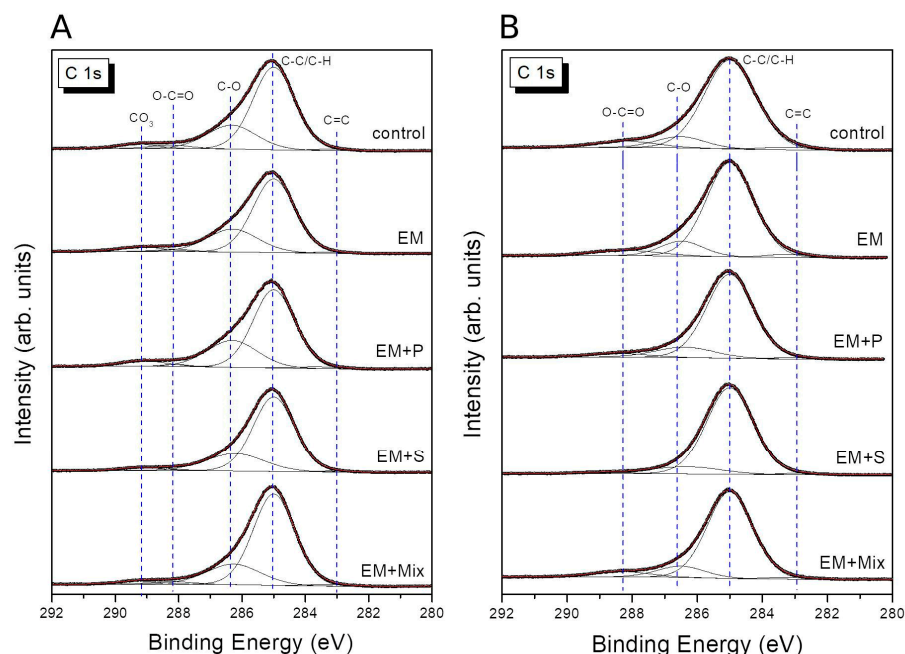 A
C 1s
CO3
O-C=O
C-O
C-C/C-H
C=C
control
EM
EM+P
EM+S
EM+Mix
Intensity (arb. units)
292 290 288 286 284 282 280
Binding Energy (eV)
B
C 1s
O-C=O
C-O
C-C/C-H
C=C
control
EM
EM+P
EM+S
EM+Mix
Intensity (arb. units)
292 290 288 286 284 282 280
Binding Energy (eV)